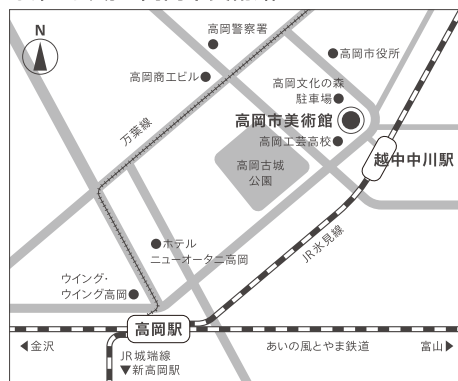 N
高岡警察署
高岡市役所
高岡商工ビル
高岡文化の森
駐車場
高岡市美術館
高岡工芸高校
万葉線
越中中川駅
高岡古城
公園
ホテル
ニューオータニ高岡
JR氷見線
ウイング・
ウイング高岡
高岡駅
◀金沢
あいの風とやま鉄道
富山▶
JR城端線
▼新高岡駅